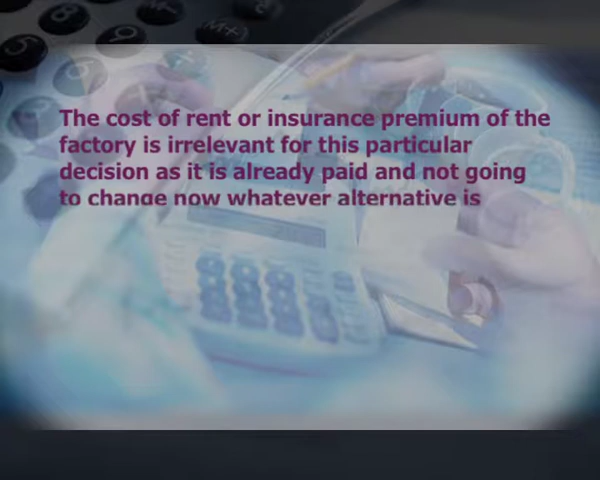 The cost of rent or insurance premium of the
factory is irrelevant for this particular
decision as it is already paid and not going
to change now whatever alternative is